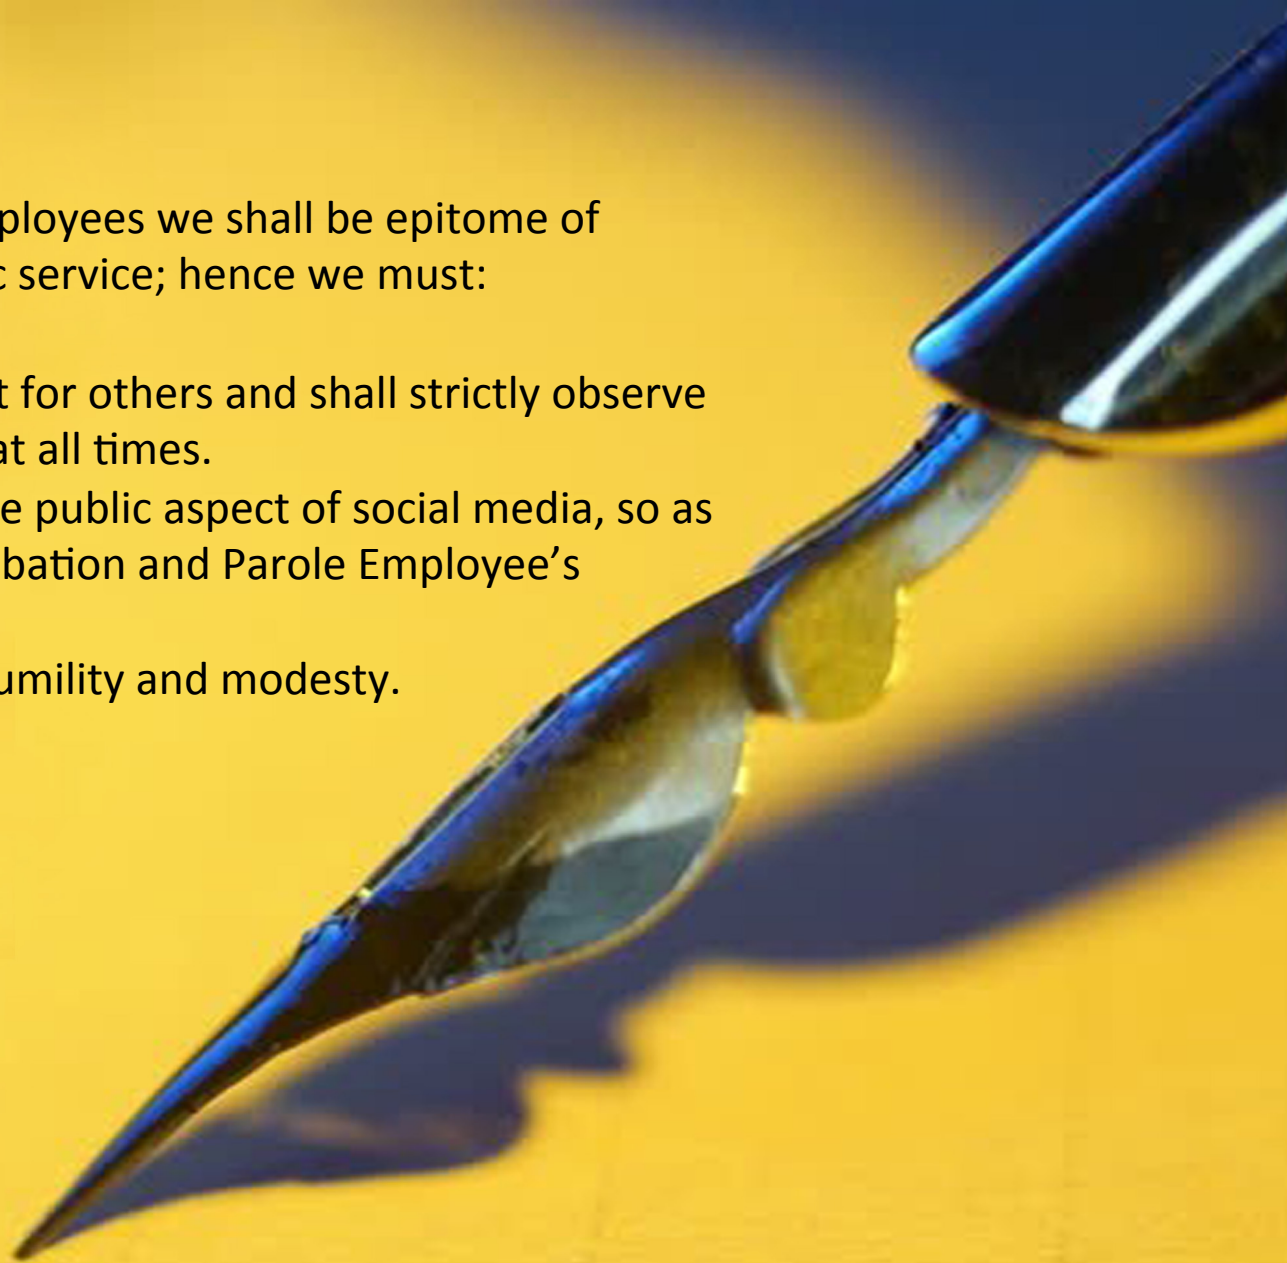 ployees we shall be epitome of
c service; hence we must:
t for others and shall strictly observe
at all times.
e public aspect of social media, so as
bation and Parole Employee’s
umility and modesty.